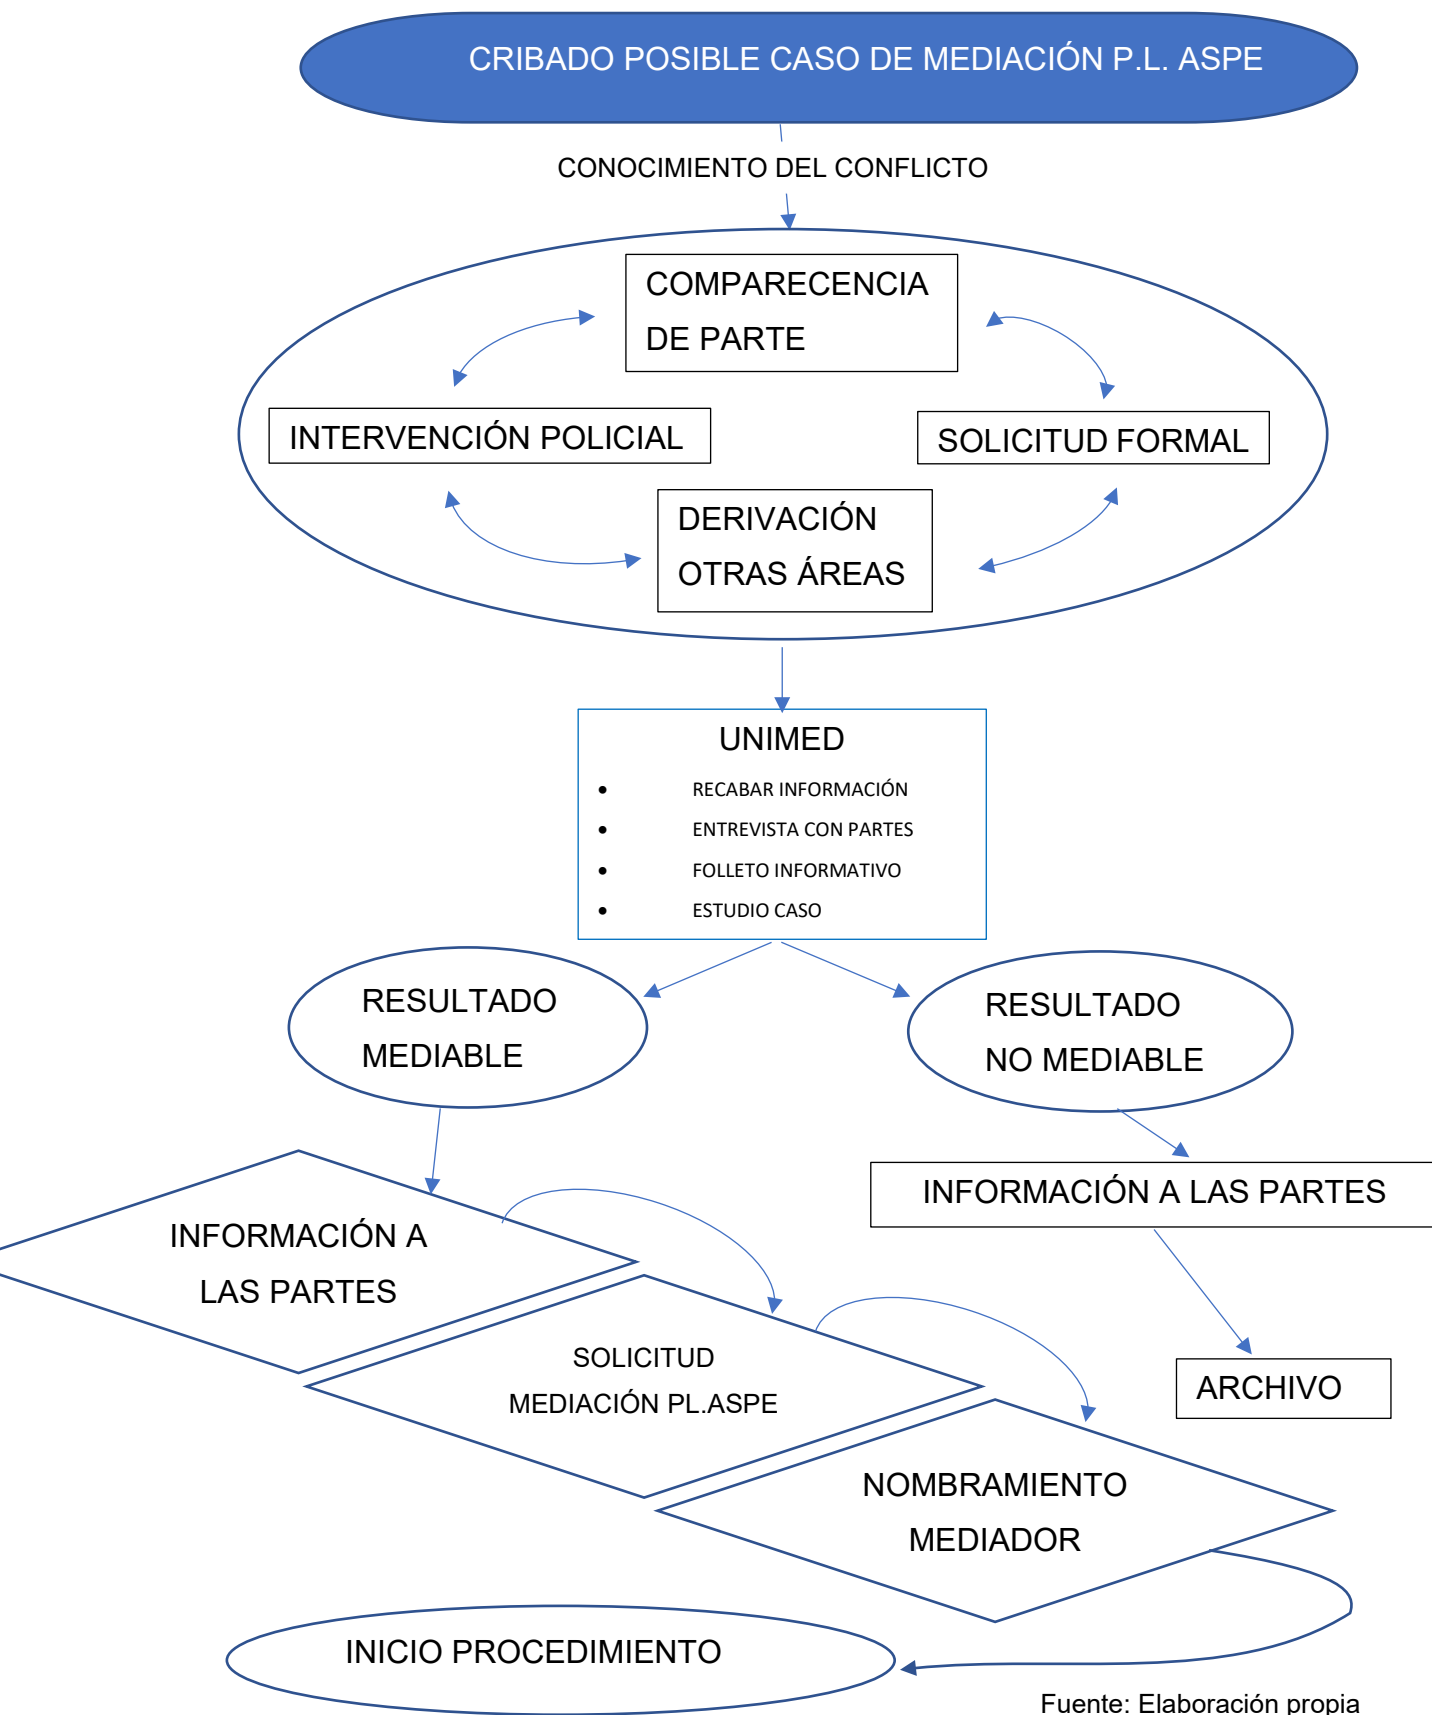 CRIBADO POSIBLE CASO DE MEDIACIÓN P.L. ASPE
CONOCIMIENTO DEL CONFLICTO
COMPARECENCIA
DE PARTE
INTERVENCIÓN POLICIAL
SOLICITUD FORMAL
DERIVACIÓN
OTRAS ÁREAS
UNIMED
• RECABAR INFORMACIÓN
• ENTREVISTA CON PARTES
• FOLLETO INFORMATIVO
• ESTUDIO CASO
RESULTADO
MEDIABLE
RESULTADO
NO MEDIABLE
INFORMACIÓN A LAS PARTES
INFORMACIÓN A
LAS PARTES
SOLICITUD
MEDIACIÓN PL.ASPE
ARCHIVO
NOMBRAMIENTO
MEDIADOR
INICIO PROCEDIMIENTO
Fuente: Elaboración propia